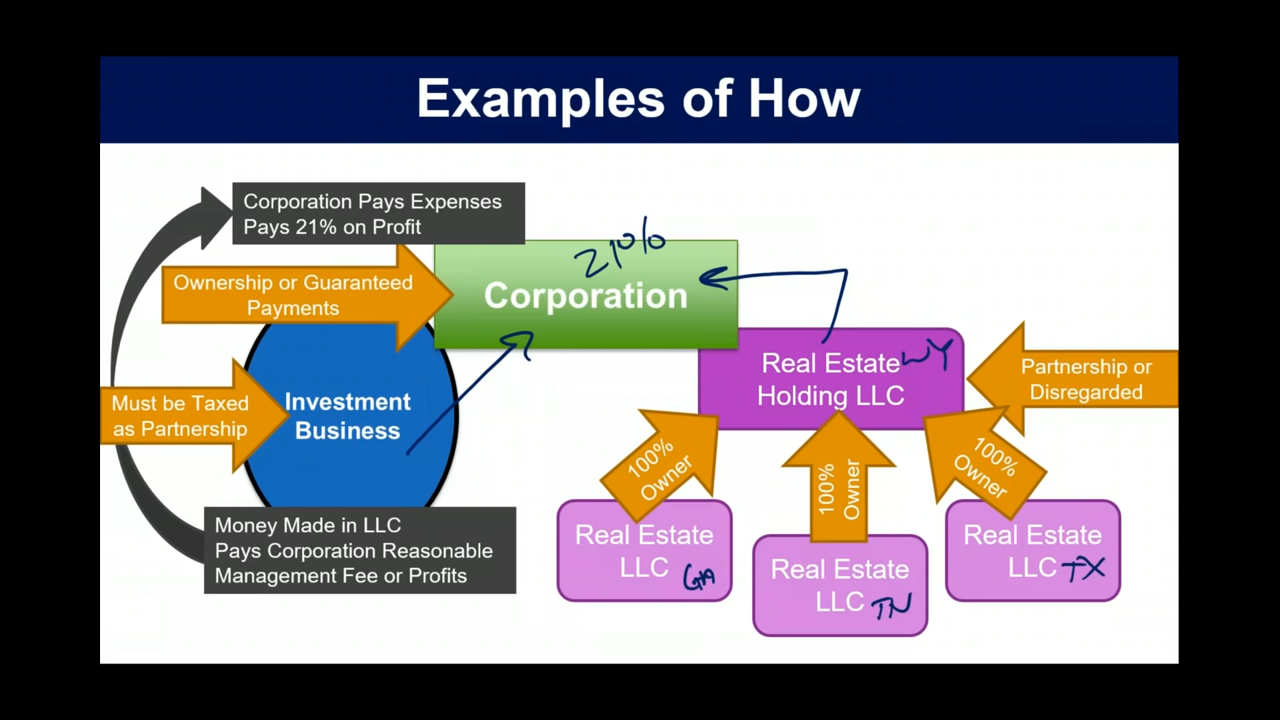 Examples of How
Corporation Pays Expenses
Pays 21% on Profit
Ownership or Guaranteed
Payments
21%
Corporation
Must be Taxed
as Partnership
Investment
Business
Money Made in LLC
Pays Corporation Reasonable
Management Fee or Profits
Real Estate WY
Holding LLC
Partnership or
Disregarded
100%
Owner
100%
Owner
100%
Owner
Real Estate
LLC GA
Real Estate
LLC TN
Real Estate
LLC TX